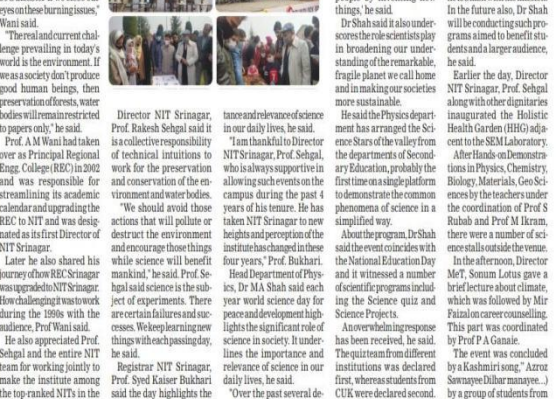 eyes on these burning issues,"
Wani said.
"The real and current chal-
lenge prevailing in today's
world is the environment. If
we as a society don't produce
good human beings, then
preservation of forests, water
bodies will remain restricted
to papers only," he said.
Prof. A M Wani had taken
over as Principal Regional
Engg. College (REC) in 2002
and was responsible for
streamlining its academic
calendar and upgrading the
REC to NIT and was desig-
nated as its first Director of
NIT Srinagar.
Later he also shared his
journey of how REC Srinagar
was upgraded to NIT Srinagar.
How challenging it was to work
during the 1990s with the
audience, Prof Wani said.
He also appreciated Prof.
Sehgal and the entire NIT
team for working jointly to
make the institute among
the top-ranked NITs in the
Director NIT Srinagar,
Prof. Rakesh Sehgal said it
is a collective responsibility
of technical intuitions to
work for the preservation
and conservation of the en-
vironment and water bodies.
"We should avoid those
actions that will pollute or
destruct the environment
and encourage those things
while science will benefit
mankind," he said. Prof. Se-
hgal said science is the sub-
ject of experiments. There
are certain failures and suc-
cesses. We keep learning new
things with each passing day,
he said.
Registrar NIT Srinagar,
Prof. Syed Kaiser Bukhari
said the day highlights the
tance and relevance of science
in our daily lives, he said.
"I am thankful to Director
NIT Srinagar, Prof. Sehgal,
who is always supportive in
allowing such events on the
campus during the past 4
years of his tenure. He has
taken NIT Srinagar to new
heights and perception of the
institute has changed in these
four years," Prof. Bukhari.
Head Department of Phys-
ics, Dr MA Shah said each
year world science day for
peace and development high-
lights the significant role of
science in society. It under-
lines the importance and
relevance of science in our
daily lives, he said.
"Over the past several de-
things,' he said.
Dr Shah said it also under-
scores the role scientists play
in broadening our under-
standing of the remarkable,
fragile planet we call home
and in making our societies
more sustainable.
He said the Physics depart-
ment has arranged the Sci-
ence Stars of the valley from
the departments of Second-
ary Education, probably the
first time on a single platform
to demonstrate the common
phenomena of science in a
simplified way.
About the program, Dr Shah
said the event coincides with
the National Education Day
and it witnessed a number
of scientific programs includ-
ing the Science quiz and
Science Projects.
An overwhelming response
has been received, he said.
The quiz team from different
institutions was declared
first, whereas students from
CUK were declared second.
In the future also, Dr Shah
will be conducting such pro-
grams aimed to benefit stu-
dents and a larger audience,
he said.
Earlier the day, Director
NIT Srinagar, Prof. Sehgal
along with other dignitaries
inaugurated the Holistic
Health Garden (HHG) adja-
cent to the SEM Laboratory.
After Hands-on Demonstra-
tions in Physics, Chemistry,
Biology, Materials, Geo Sci-
ences by the teachers under
the coordination of Prof S
Rubab and Prof M Ikram,
there were a number of sci-
ence stalls outside the venue.
In the afternoon, Director
MeT, Sonum Lotus gave a
brief lecture about climate,
which was followed by Mir
Faizal on career counselling.
This part was coordinated
by Prof P A Ganaie.
The event was concluded
by a Kashmiri song," Azroz
Sawnayee Dilbar manayee...)
by a group of students from